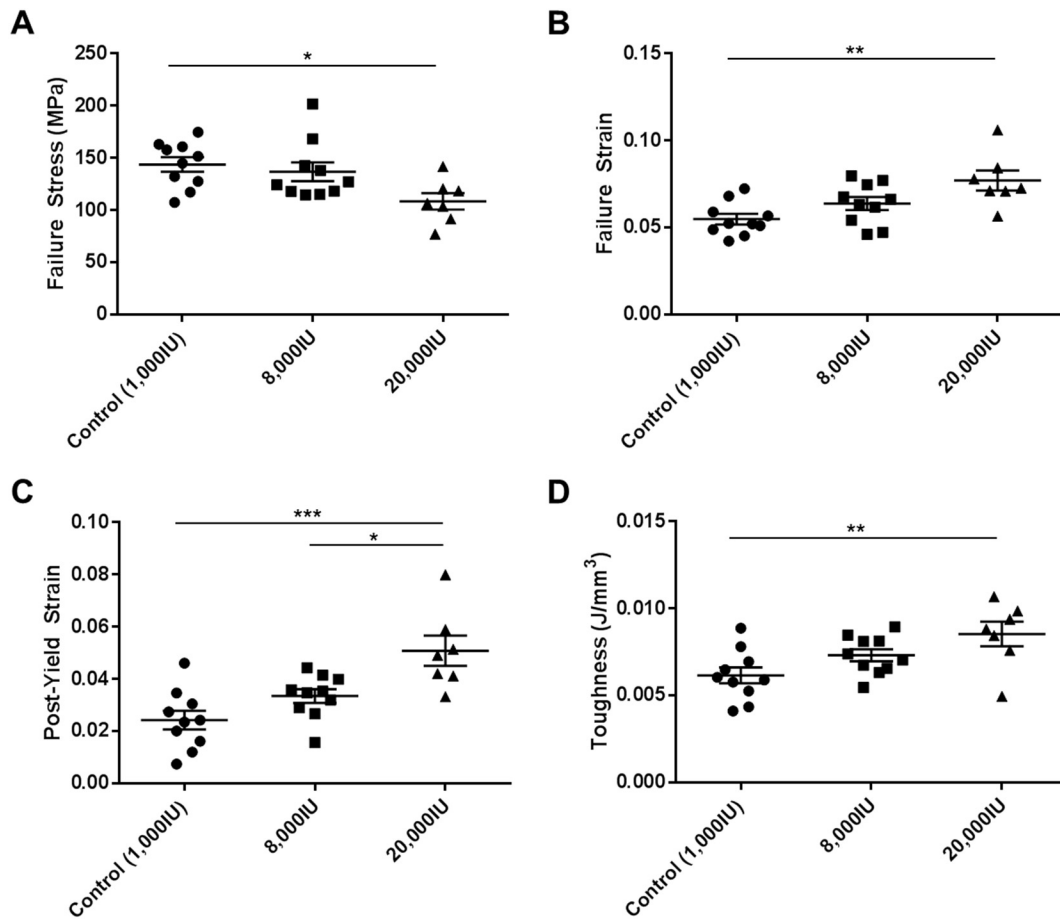 A
Failure Stress (MPa)
250
200
150
100
50
0
*
Control (1,000IU)
8,000IU
20,000IU
B
Failure Strain
0.15
0.10
0.05
0.00
**
Control (1,000IU)
8,000IU
20,000IU
C
Post-Yield Strain
0.10
0.08
0.06
0.04
0.02
0.00
***
*
Control (1,000IU)
8,000IU
20,000IU
D
Toughness (J/mm³)
0.015
0.010
0.005
0.000
**
Control (1,000IU)
8,000IU
20,000IU